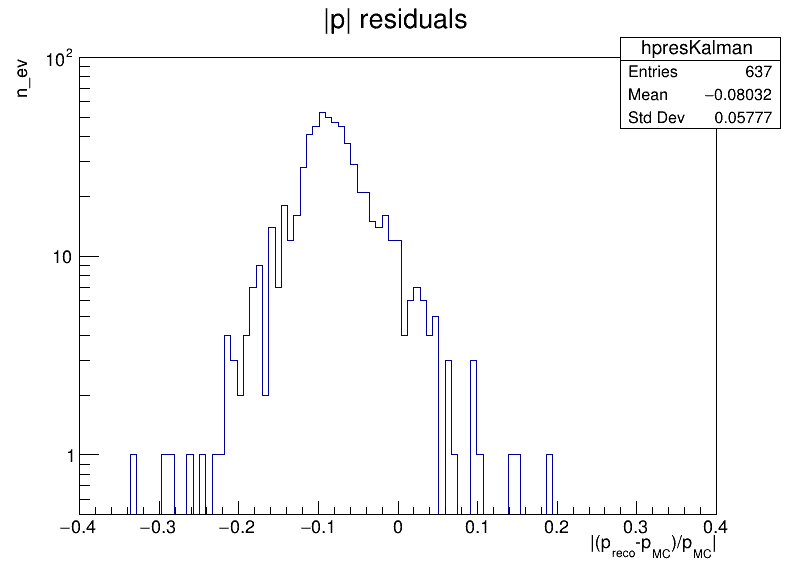 |p| residuals
hpresKalman
Entries 637
Mean −0.08032
Std Dev 0.05777
n_ev
10²
10
1
−0.4 −0.3 −0.2 −0.1 0 0.1 0.2 0.3 0.4
|(p_reco-p_MC)/p_MC|